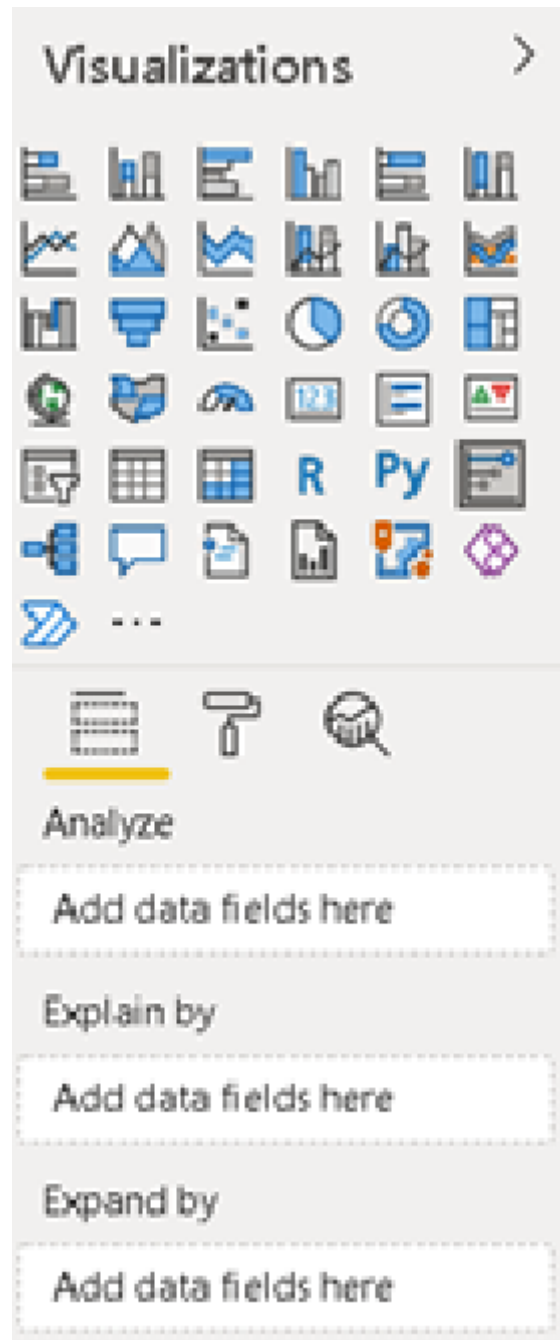 Visualizations
123
R Py
...
Analyze
Add data fields here
Explain by
Add data fields here
Expand by
Add data fields here